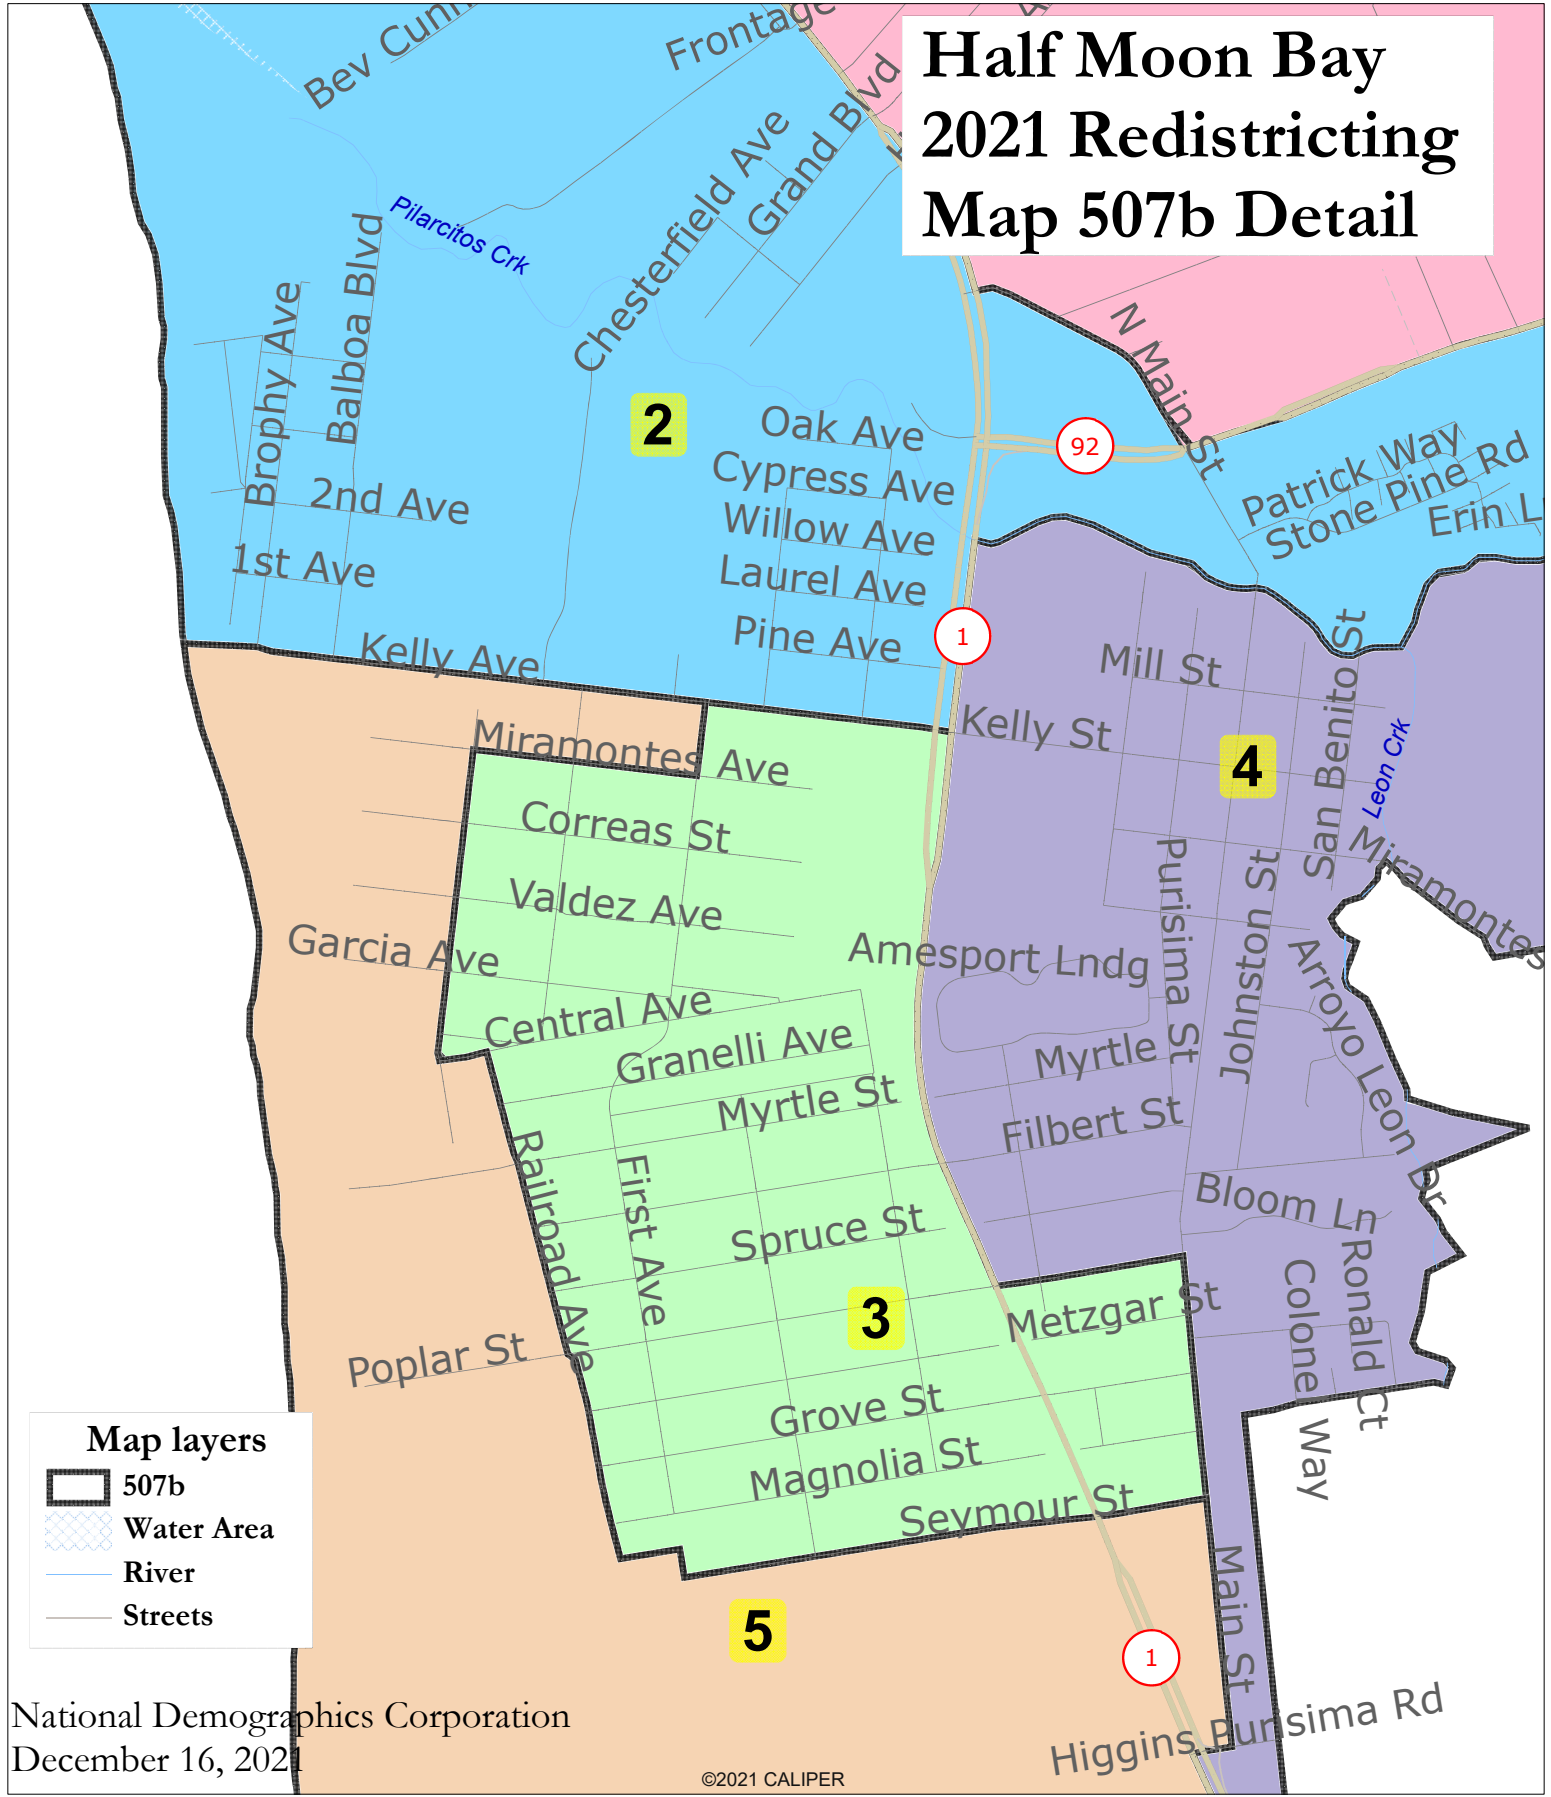 Half Moon Bay
2021 Redistricting
Map 507b Detail
Frontage
Grand Blvd
Chesterfield Ave
Pilarcitos Crk
Balboa Blvd
Brophy Ave
N Main St
2
Oak Ave
92
Cypress Ave
Patrick Way
Stone Pine Rd
Erin L
2nd Ave
Willow Ave
1st Ave
Laurel Ave
Pine Ave
1
Kelly Ave
Mill St
San Benito St
Kelly St
4
Leon Crk
Miramontes Ave
Correas St
Miramontes
Valdez Ave
Purisima St
Johnston St
Garcia Ave
Amesport Lndg
Arroyo Leon Dr
Central Ave
Granelli Ave
Myrtle
Myrtle St
Filbert St
Railroad Ave
First Ave
Bloom Ln
Spruce St
3
Metzgar St
Ronald Ct
Poplar St
Grove St
Magnolia St
Seymour St
Map layers
507b
Water Area
River
Streets
5
Main St
1
Higgins Purisima Rd
National Demographics Corporation
December 16, 2021
©2021 CALIPER